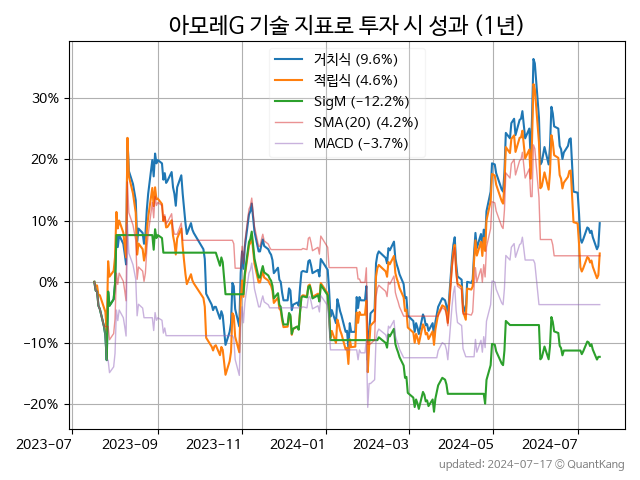 아모레G 기술 지표로 투자 시 성과 (1년)
거치식 (9.6%)
적립식 (4.6%)
SigM (−12.2%)
SMA(20) (4.2%)
MACD (−3.7%)
30%
20%
10%
0%
−10%
−20%
2023-07 2023-09 2023-11 2024-01 2024-03 2024-05 2024-07
updated: 2024-07-17 © QuantKang